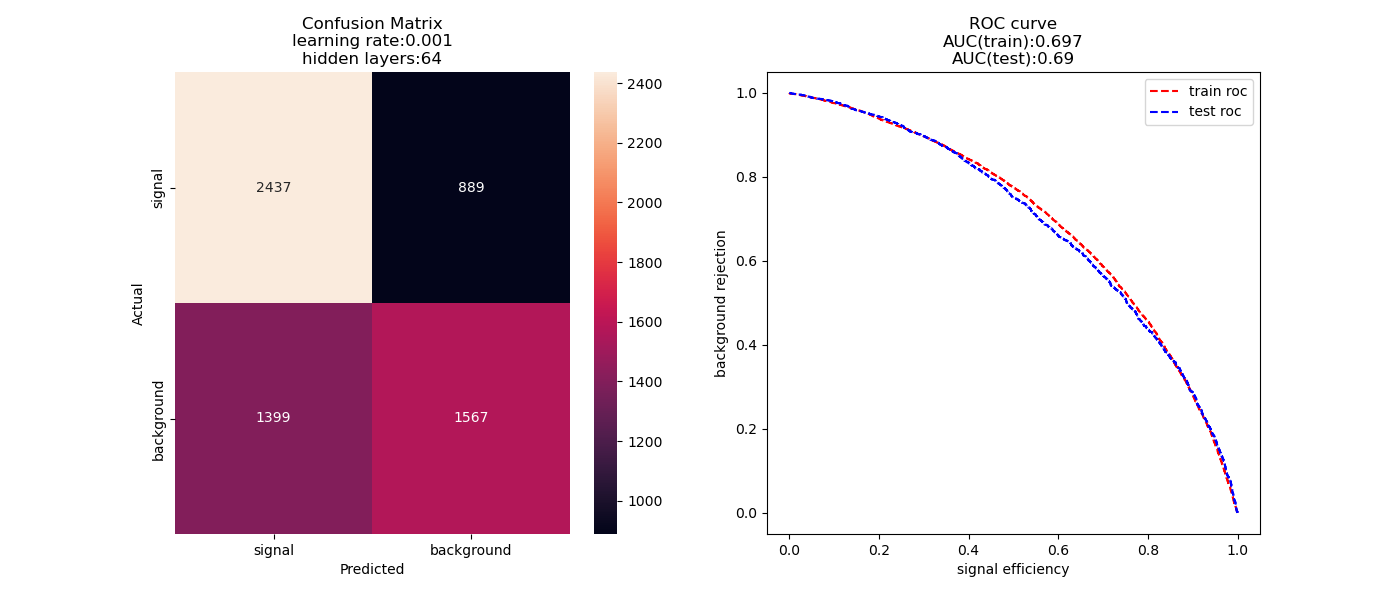 Confusion Matrix
learning rate:0.001
hidden layers:64
signal
background
Actual
2437
889
1399
1567
signal
background
Predicted
2400
2200
2000
1800
1600
1400
1200
1000
ROC curve
AUC(train):0.697
AUC(test):0.69
train roc
test roc
background rejection
1.0
0.8
0.6
0.4
0.2
0.0
0.0
0.2
0.4
0.6
0.8
1.0
signal efficiency